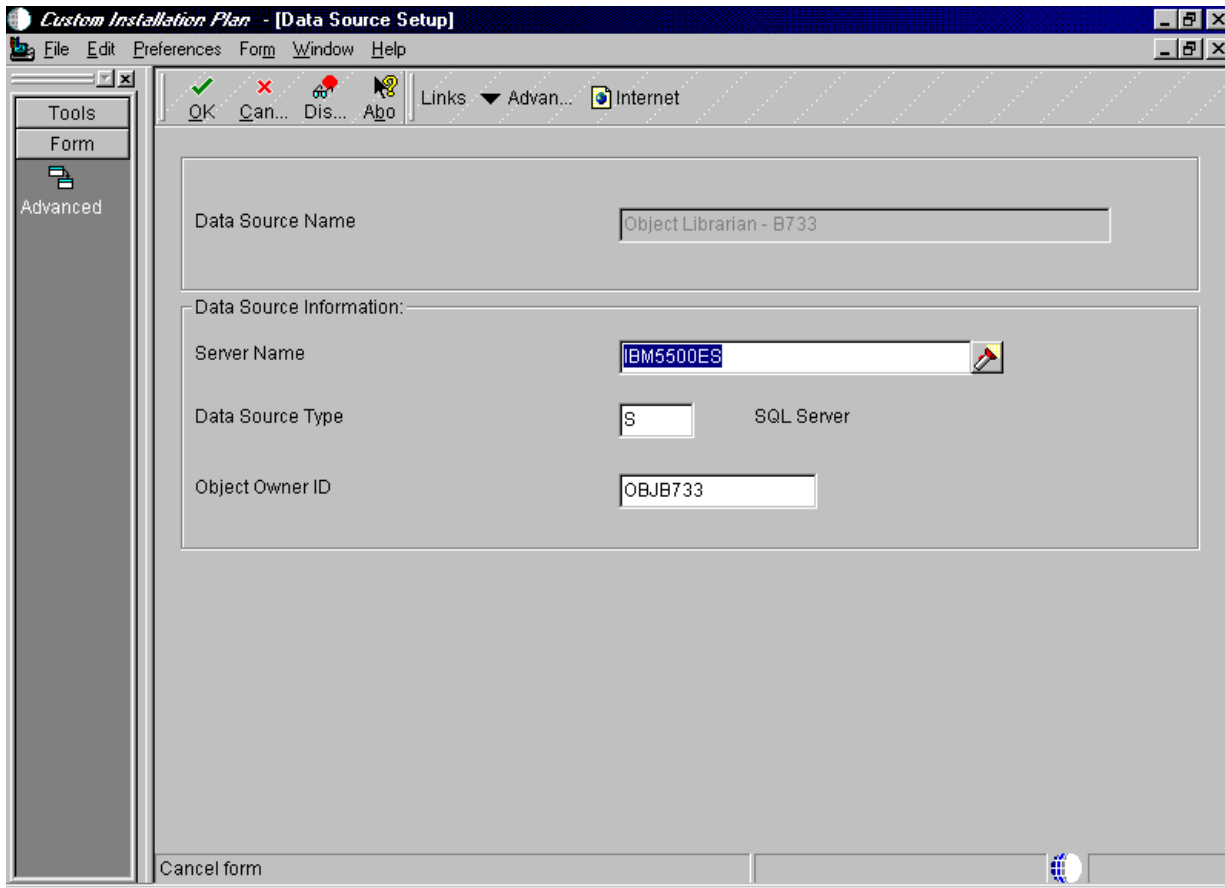 Custom Installation Plan - [Data Source Setup]
File Edit Preferences Form Window Help
Tools
Form
Advanced
OK Can... Dis... Abo Links Advan... Internet
Data Source Name Object Librarian - B733
Data Source Information:
Server Name IBM5500ES
Data Source Type S SQL Server
Object Owner ID OBJB733
Cancel form